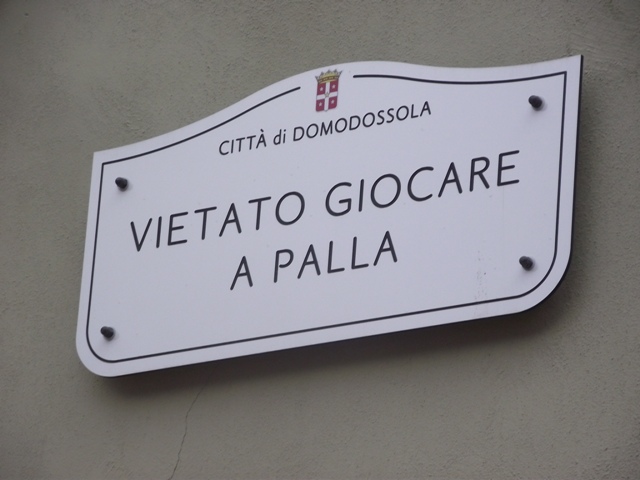 CITTÀ di DOMODOSSOLA
VIETATO GIOCARE
A PALLA